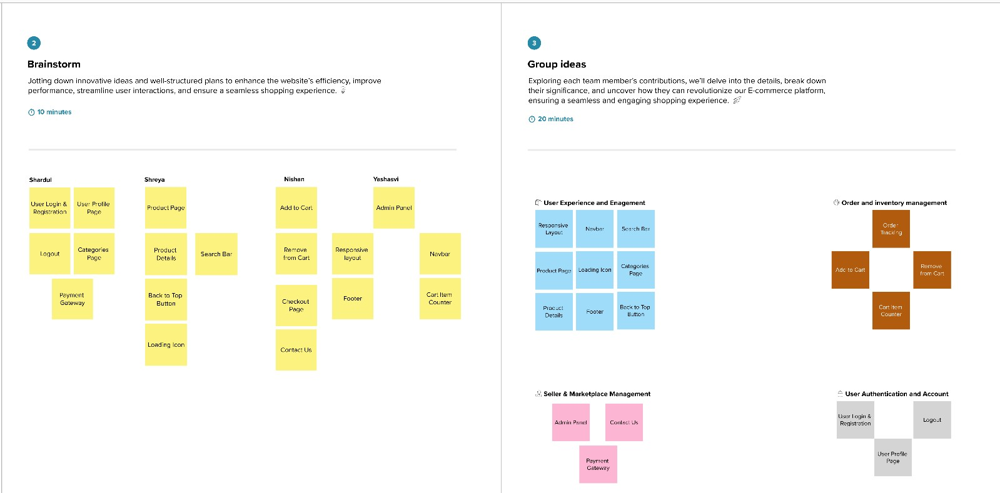 2
Brainstorm
Jotting down innovative ideas and well-structured plans to enhance the website's efficiency, improve
performance, streamline user interactions, and ensure a seamless shopping experience.
10 minutes
Shardul
User Login &
Registration
User Profile
Page
Logout
Categories
Page
Payment
Gateway
Shreya
Product Page
Product
Details
Search Bar
Back to Top
Button
Loading Icon
Nishan
Add to Cart
Remove
from Cart
Checkout
Page
Contact Us
Yashasvi
Admin Panel
Responsive
layout
Navbar
Footer
Cart Item
Counter
3
Group ideas
Exploring each team member's contributions, we'll delve into the details, break down
their significance, and uncover how they can revolutionize our E-commerce platform,
ensuring a seamless and engaging shopping experience.
20 minutes
User Experience and Enagement
Responsive
Layout
Navbar
Search Bar
Product Page
Loading Icon
Categories
Page
Product
Details
Footer
Back to Top
Button
Order and inventory management
Order
Tracking
Add to Cart
Remove
from Cart
Cart Item
Counter
Seller & Marketplace Management
Admin Panel
Contact Us
Payment
Gateway
User Authentication and Account
User Login &
Registration
Logout
User Profile
Page